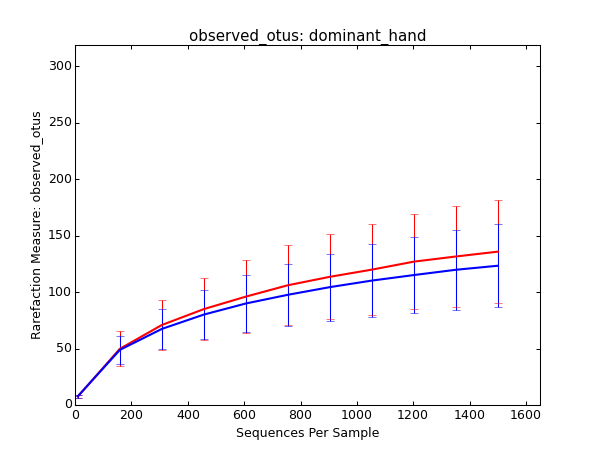 observed_otus: dominant_hand
300
250
200
150
100
50
0
Rarefaction Measure: observed_otus
0 200 400 600 800 1000 1200 1400 1600
Sequences Per Sample